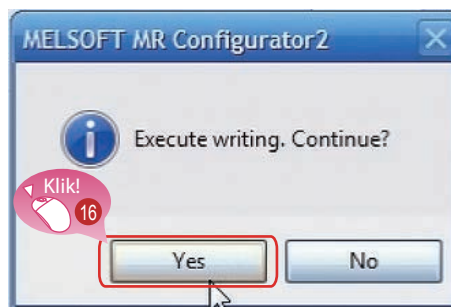 MELSOFT MR Configurator2
Execute writing. Continue?
Klik!
16
Yes
No